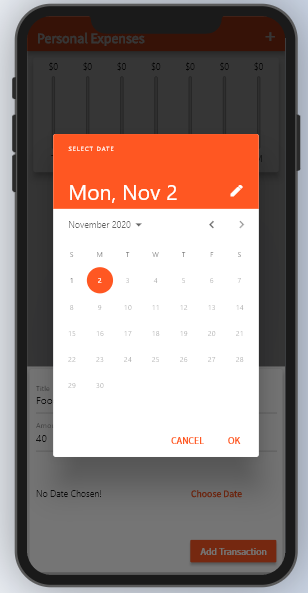 Personal Expenses +
$0 $0 $0 $0 $0 $0 $0
SELECT DATE
Mon, Nov 2
November 2020
S M T W T F S
1 2 3 4 5 6 7
8 9 10 11 12 13 14
15 16 17 18 19 20 21
22 23 24 25 26 27 28
29 30
Title
Foo
CANCEL OK
40
No Date Chosen! Choose Date
Add Transaction